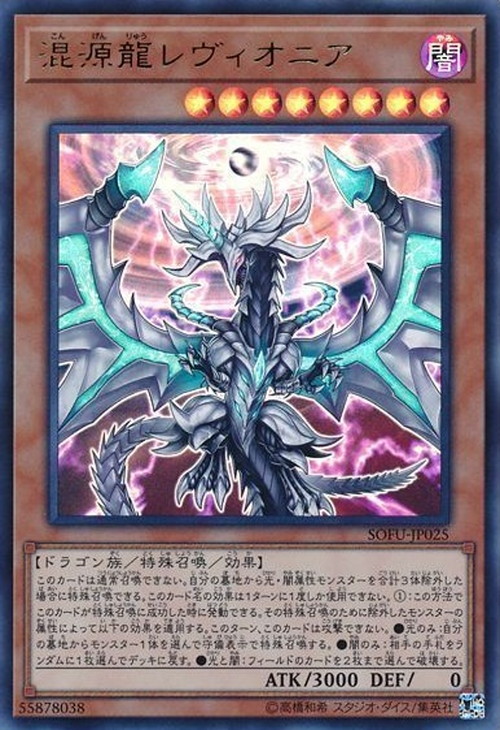 混源龍レヴィオニア
闇
SOFU-JP025
【ドラゴン族/特殊召喚/効果】
このカードは通常召喚できない。自分の墓地から光・闇属性モンスターを合計3体除外した
場合に特殊召喚できる。このカード名の効果は1ターンに1度しか使用できない。①:この方法で
このカードが特殊召喚に成功した時に発動できる。その特殊召喚のために除外したモンスターの
属性によって以下の効果を適用する。このターン、このカードは攻撃できない。●光のみ:自分
の墓地からモンスター1体を選んで守備表示で特殊召喚する。●闇のみ:相手の手札をラ
ンダムに1枚選んでデッキに戻す。●光と闇:フィールドのカードを2枚まで選んで破壊する。
ATK/3000 DEF/ 0
55878038
©高橋和希 スタジオ・ダイス/集英社